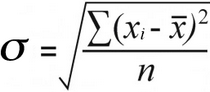 σ = √(∑(xᵢ - x̄)² / n)